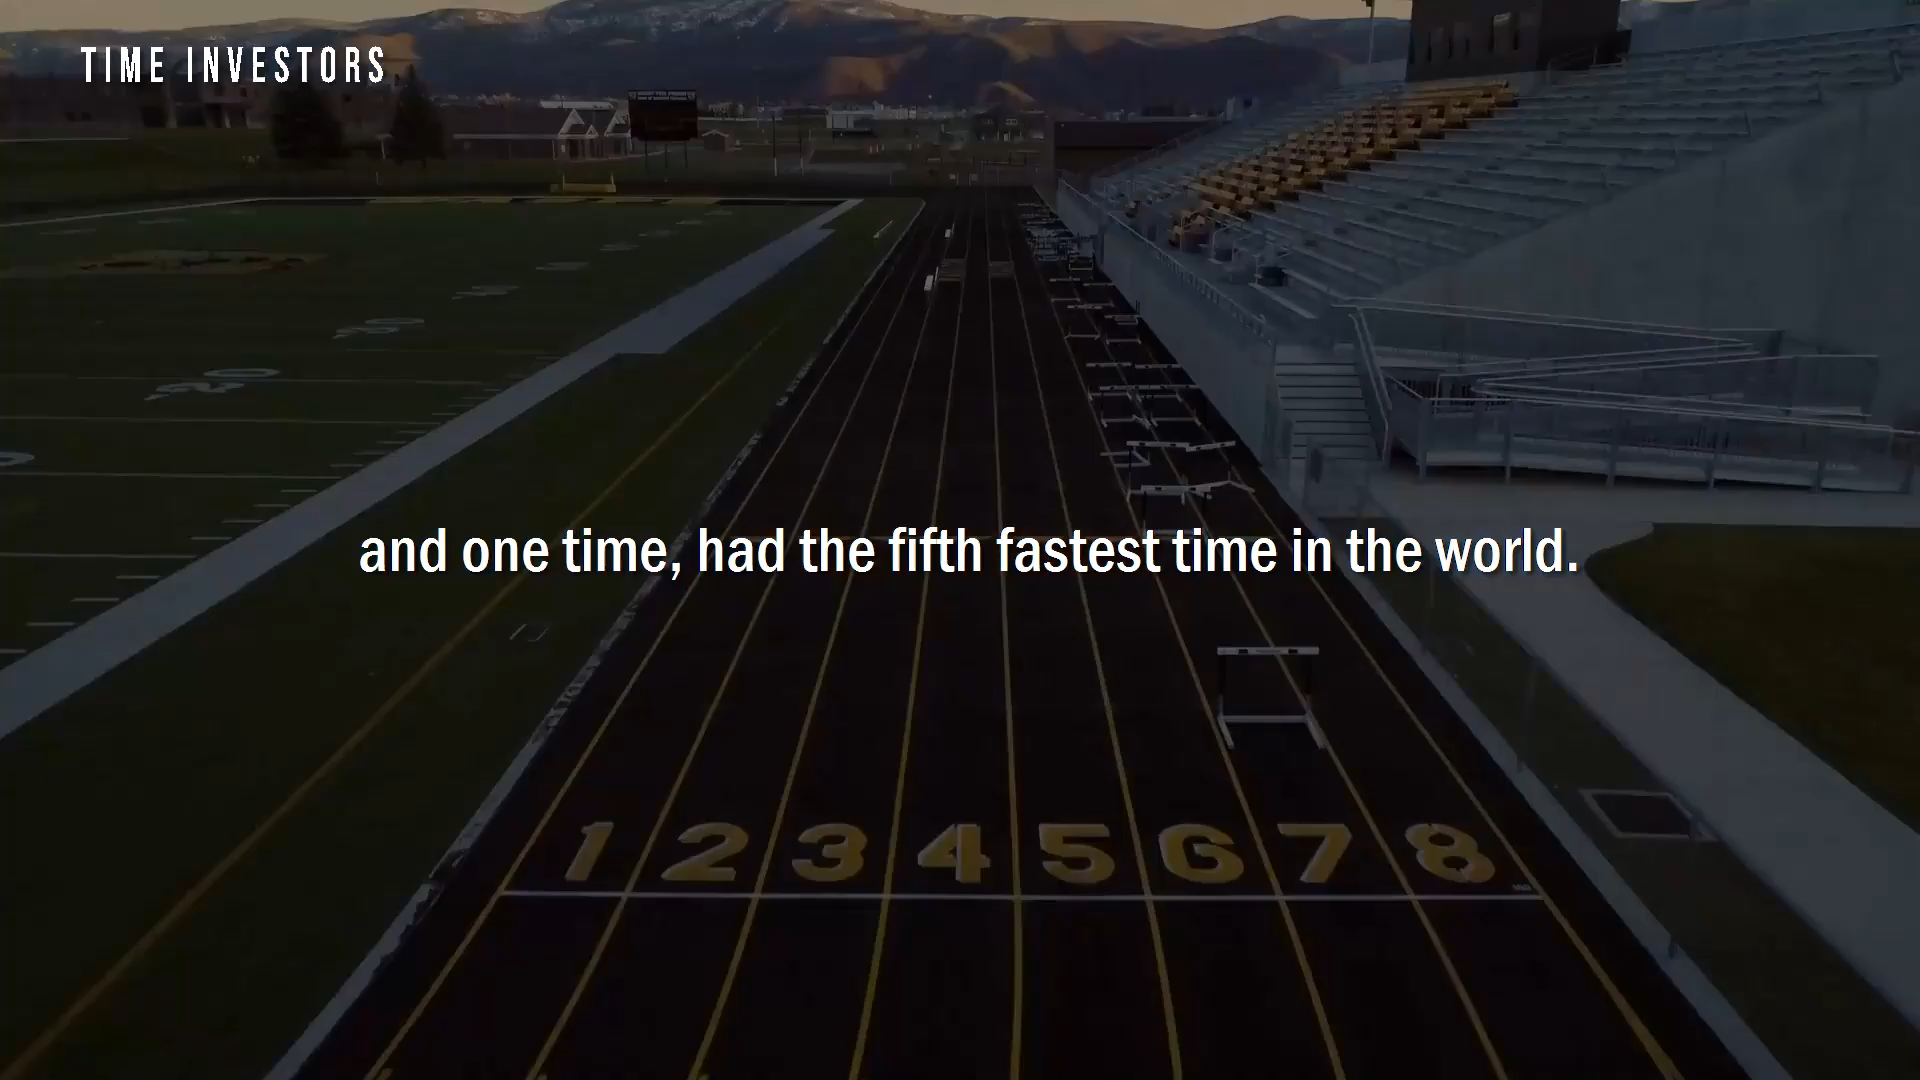 TIME INVESTORS
20
and one time, had the fifth fastest time in the world.
1 2 3 4 5 6 7 8